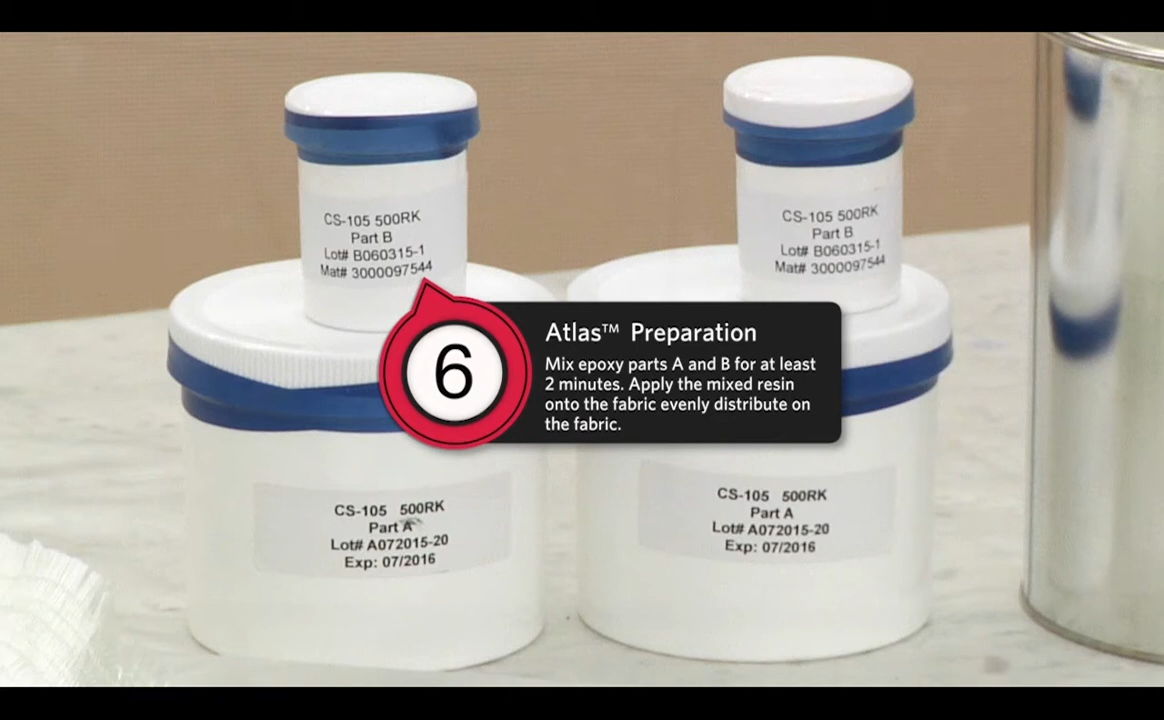 CS-105 500RK
Part B
Lot# B060315-1
Mat# 3000097544
CS-105 500RK
Part B
Lot# B060315-1
Mat# 3000097544
6
Atlas™ Preparation
Mix epoxy parts A and B for at least
2 minutes. Apply the mixed resin
onto the fabric evenly distribute on
the fabric.
CS-105 500RK
Part A
Lot# A072015-20
Exp: 07/2016
CS-105 500RK
Part A
Lot# A072015-20
Exp: 07/2016